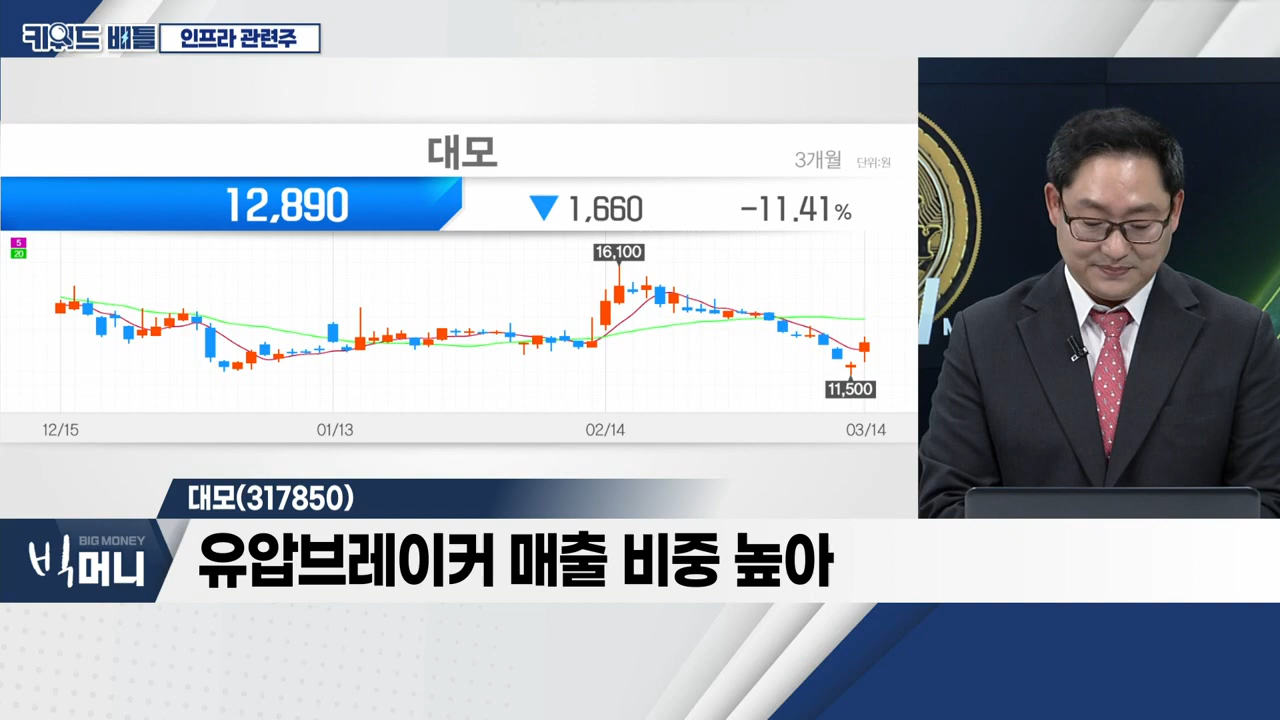 키워드 배틀 인프라 관련주
대모
3개월 단위:원
12,890 ▼ 1,660 -11.41%
5
20
16,100
11,500
12/15 01/13 02/14 03/14
대모(317850)
BIG MONEY
빅머니
유압브레이커 매출 비중 높아